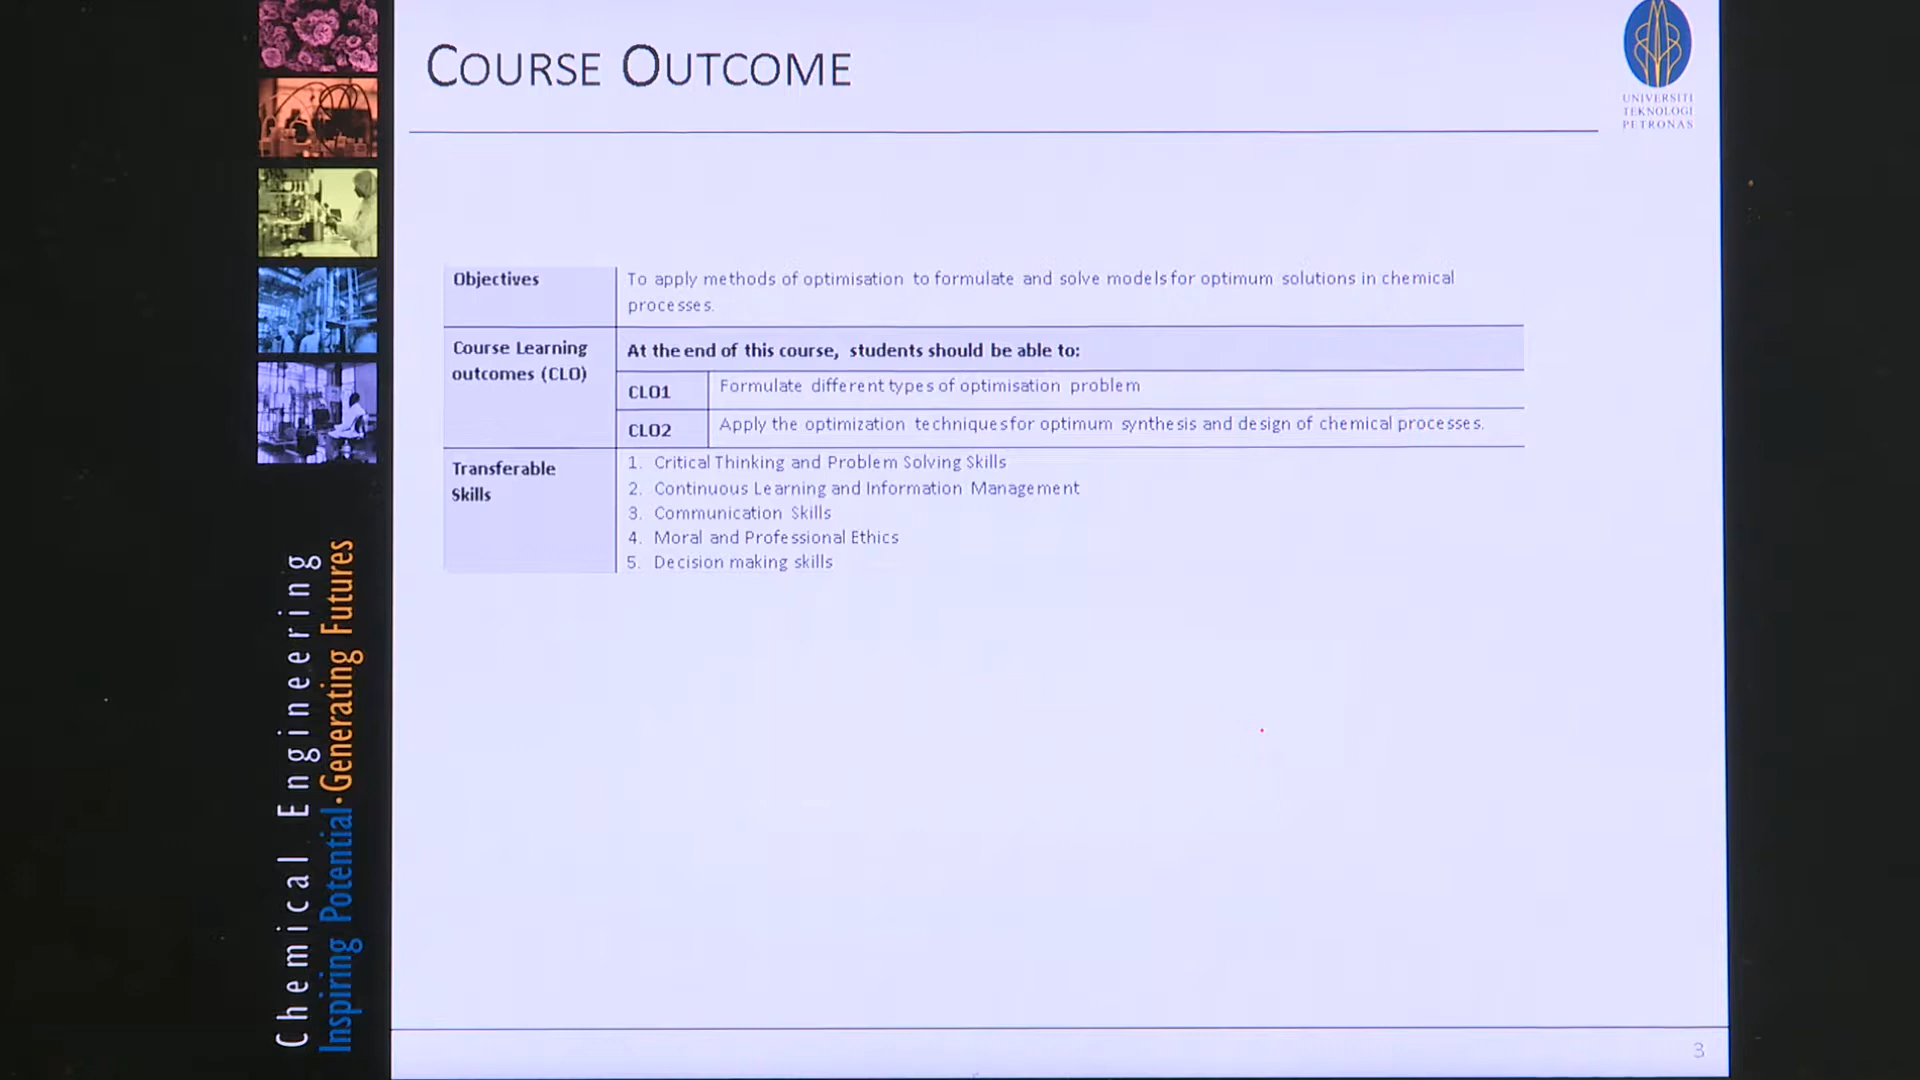 COURSE OUTCOME
UNIVERSITI
TEKNOLOGI
PETRONAS
Objectives
To apply methods of optimisation to formulate and solve models for optimum solutions in chemical
processes.
Course Learning
outcomes (CLO)
At the end of this course, students should be able to:
CLO1
Formulate different types of optimisation problem
CLO2
Apply the optimization techniques for optimum synthesis and design of chemical processes.
Transferable
Skills
1. Critical Thinking and Problem Solving Skills
2. Continuous Learning and Information Management
3. Communication Skills
4. Moral and Professional Ethics
5. Decision making skills
Chemical Engineering
Inspiring Potential·Generating Futures
3